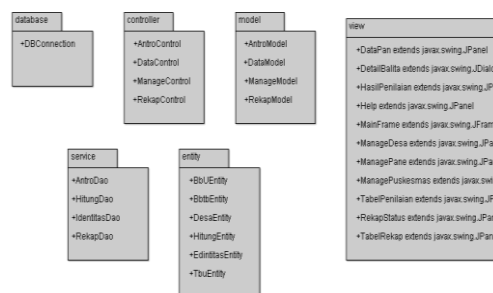 database
+DBConnection
controller
+AntroControl
+DataControl
+ManageControl
+RekapControl
model
+AntroModel
+DataModel
+ManageModel
+RekapModel
view
+DataPan extends javax.swing.JPanel
+DetailBalita extends javax.swing.JDialo
+HasilPenilaian extends javax.swing.JP
+Help extends javax.swing.JPanel
+MainFrame extends javax.swing.JFram
+ManageDesa extends javax.swing.JPa
+ManagePane extends javax.swing.JPa
+ManagePuskesmas extends javax.swi
+TabelPenilaian extends javax.swing.JP
+RekapStatus extends javax.swing.JPan
+TabelRekap extends javax.swing.JPan
service
+AntroDao
+HitungDao
+IdentitasDao
+RekapDao
entity
+BbUEntity
+BbtbEntity
+DesaEntity
+HitungEntity
+EdintitasEntity
+TbuEntity